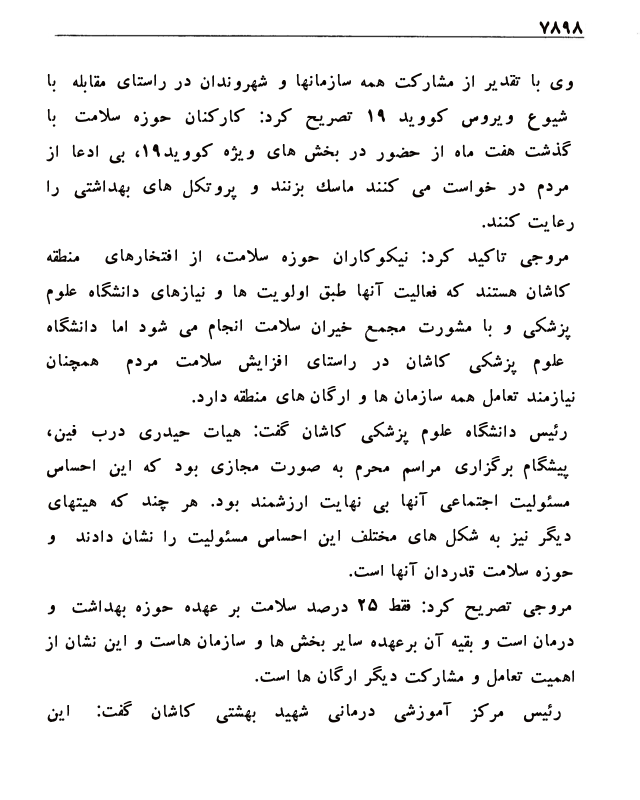 ۷۸۹۸
وی با تقدیر از مشارکت همه سازمانها و شهروندان در راستای مقابله با
شیوع ویروس کووید ۱۹ تصریح کرد: کارکنان حوزه سلامت با
گذشت هفت ماه از حضور در بخش های ویژه کووید۱۹، بی ادعا از
مردم در خواست می کنند ماسك بزنند و پروتکل های بهداشتی را
رعایت کنند.
مروجی تاکید کرد: نیکوکاران حوزه سلامت، از افتخارهای منطقه
کاشان هستند که فعالیت آنها طبق اولویت ها و نیازهای دانشگاه علوم
پزشکی و با مشورت مجمع خیران سلامت انجام می شود اما دانشگاه
علوم پزشکی کاشان در راستای افزایش سلامت مردم همچنان
نیازمند تعامل همه سازمان ها و ارگان های منطقه دارد.
رئیس دانشگاه علوم پزشکی کاشان گفت: هیات حیدری درب فین،
پیشگام برگزاری مراسم محرم به صورت مجازی بود که این احساس
مسئولیت اجتماعی آنها بی نهایت ارزشمند بود. هر چند که هیتهای
دیگر نیز به شکل های مختلف این احساس مسئولیت را نشان دادند و
حوزه سلامت قدردان آنها است.
مروجی تصریح کرد: فقط ۲۵ درصد سلامت بر عهده حوزه بهداشت و
درمان است و بقیه آن برعهده سایر بخش ها و سازمان هاست و این نشان از
اهمیت تعامل و مشارکت دیگر ارگان ها است.
رئیس مرکز آموزشی درمانی شهید بهشتی کاشان گفت: این